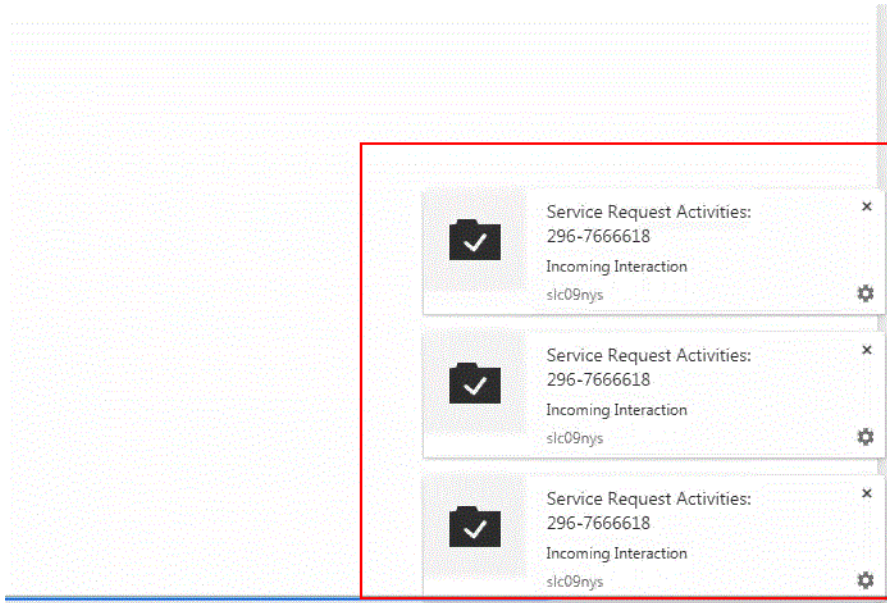 Service Request Activities:
296-7666618
Incoming Interaction
slc09nys
Service Request Activities:
296-7666618
Incoming Interaction
slc09nys
Service Request Activities:
296-7666618
Incoming Interaction
slc09nys